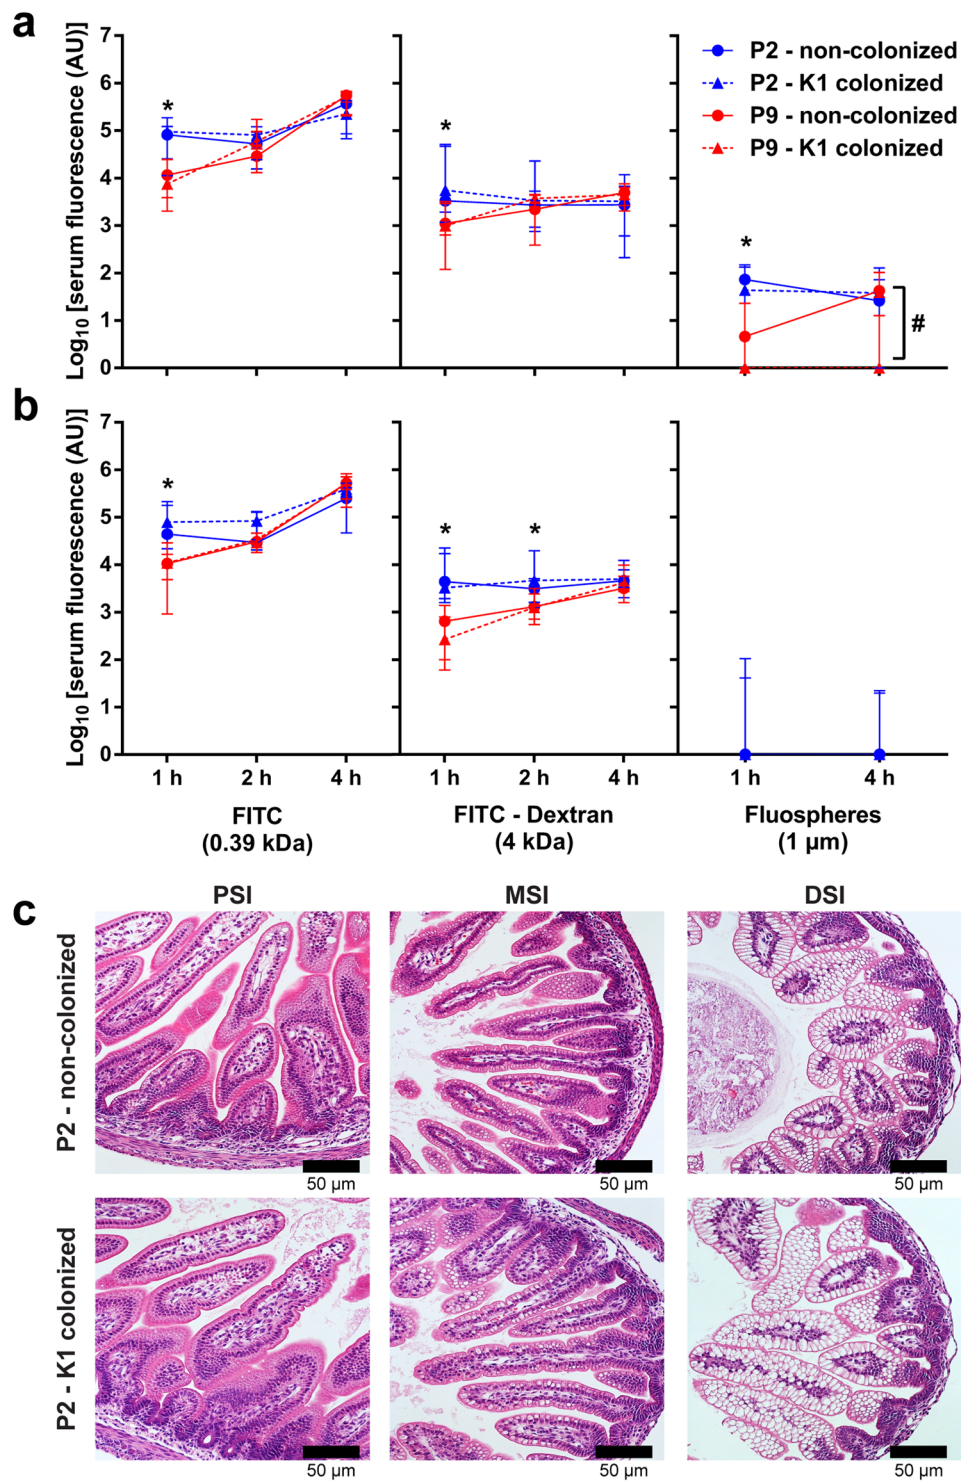 a
Log10 [serum fluorescence (AU)]
7
6
5
4
3
2
1
0
*
*
*
#
P2 - non-colonized
P2 - K1 colonized
P9 - non-colonized
P9 - K1 colonized
b
Log10 [serum fluorescence (AU)]
7
6
5
4
3
2
1
0
*
*
*
1 h 2 h 4 h
1 h 2 h 4 h
1 h 4 h
FITC
(0.39 kDa)
FITC - Dextran
(4 kDa)
Fluospheres
(1 µm)
c
PSI MSI DSI
P2 - non-colonized
50 µm 50 µm 50 µm
P2 - K1 colonized
50 µm 50 µm 50 µm